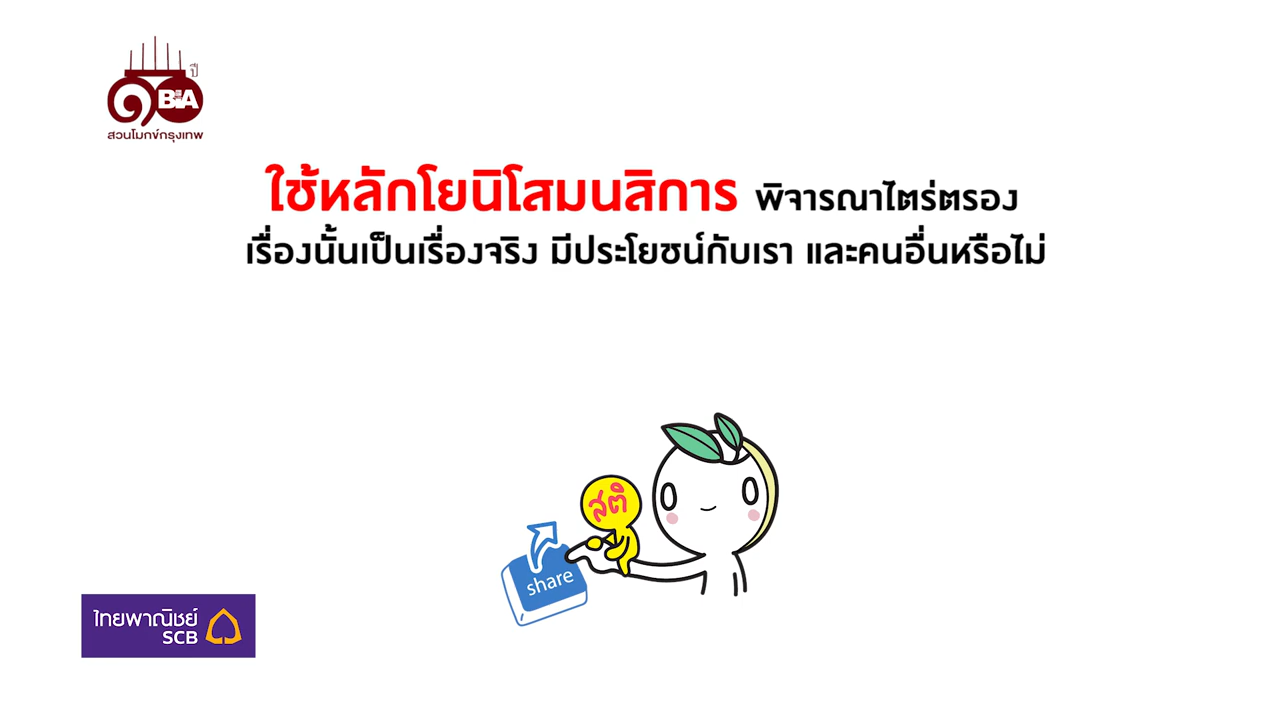 ๑๐ ปี
BIA
สวนโมกข์กรุงเทพ
ใช้หลักโยนิโสมนสิการ พิจารณาไตร่ตรอง
เรื่องนั้นเป็นเรื่องจริง มีประโยชน์กับเรา และคนอื่นหรือไม่
สติ
share
ไทยพาณิชย์
SCB